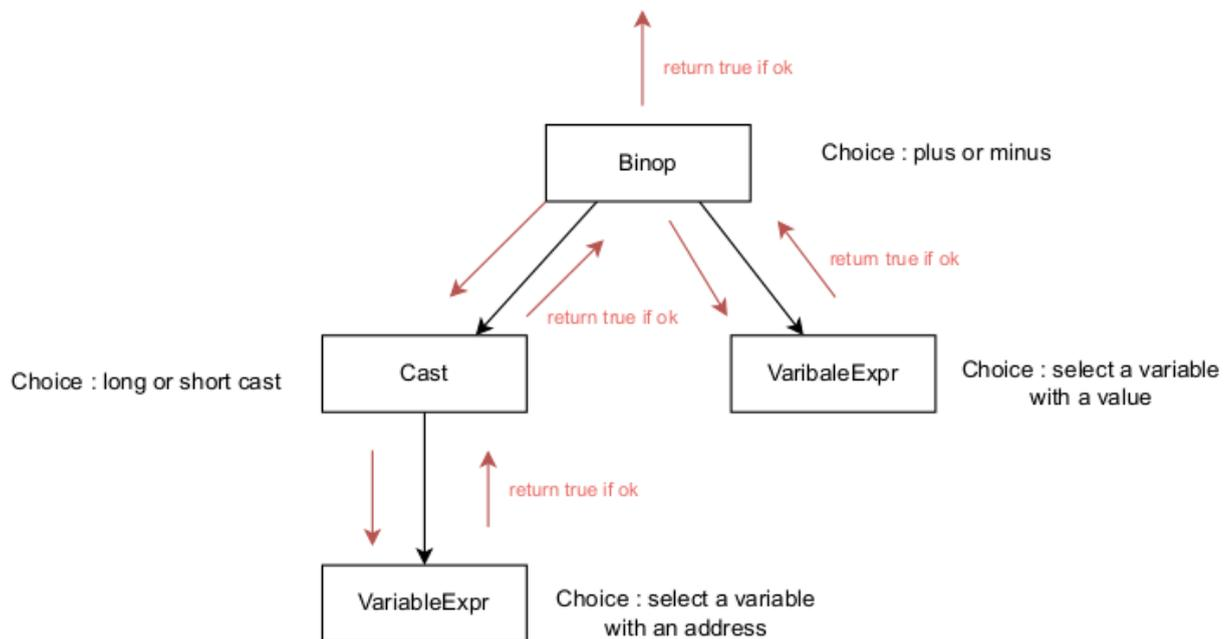 return true if ok
Binop
Choice : plus or minus
return true if ok
return true if ok
Choice : long or short cast
Cast
VaribaleExpr
Choice : select a variable
with a value
return true if ok
VariableExpr
Choice : select a variable
with an address